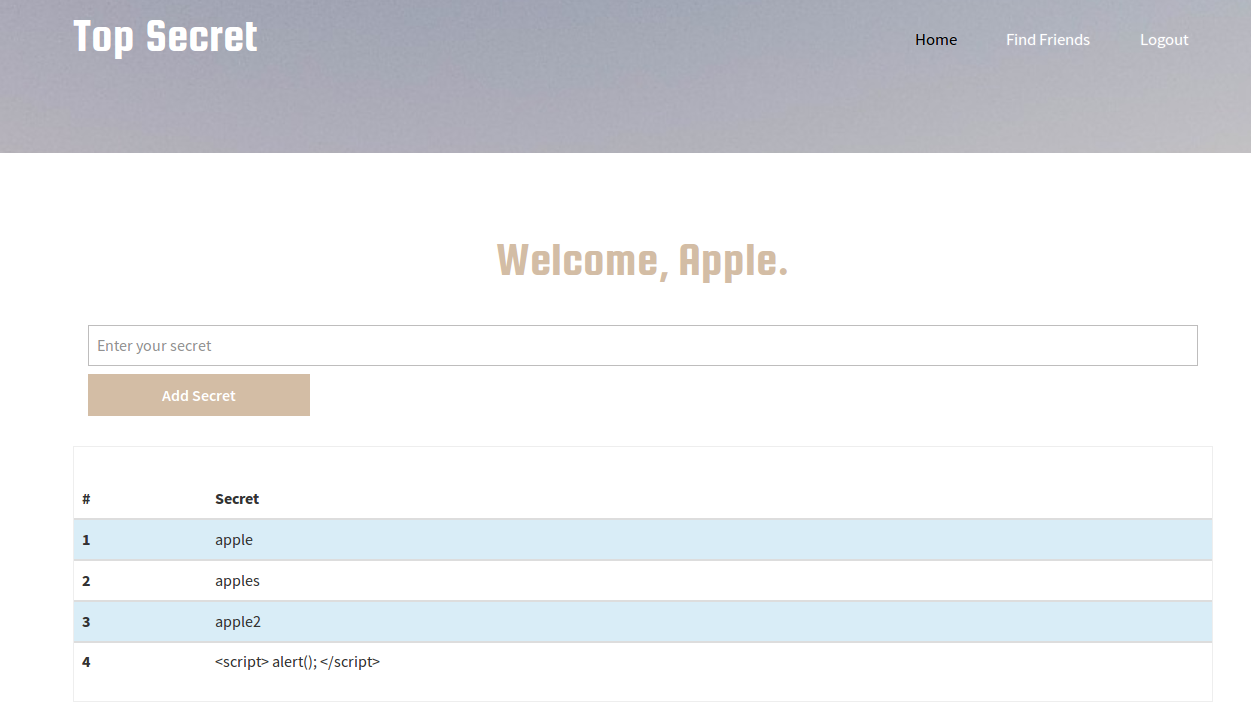 Top Secret
Home Find Friends Logout
Welcome, Apple.
Enter your secret
Add Secret
# Secret
1 apple
2 apples
3 apple2
4 <script> alert(); </script>